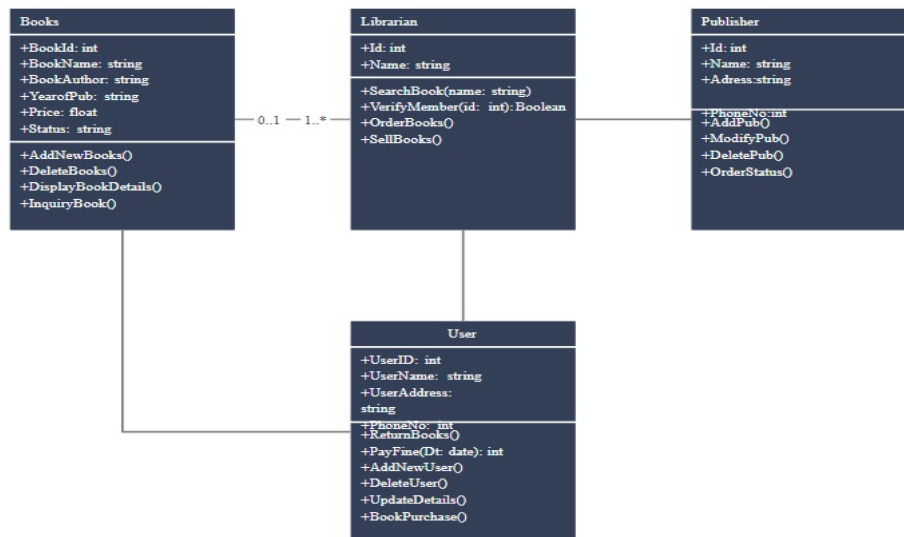 Books
+BookId: int
+BookName: string
+BookAuthor: string
+YearofPub: string
+Price: float
+Status: string
+AddNewBooks()
+DeleteBooks()
+DisplayBookDetails()
+InquiryBook()
0..1
1..*
Librarian
+Id: int
+Name: string
+SearchBook(name: string)
+VerifyMember(id: int):Boolean
+OrderBooks()
+SellBooks()
Publisher
+Id: int
+Name: string
+Adress:string
+PhoneNo:int
+AddPub()
+ModifyPub()
+DeletePub()
+OrderStatus()
User
+UserID: int
+UserName: string
+UserAddress:
string
+PhoneNo: int
+ReturnBooks()
+PayFine(Dt: date): int
+AddNewUser()
+DeleteUser()
+UpdateDetails()
+BookPurchase()